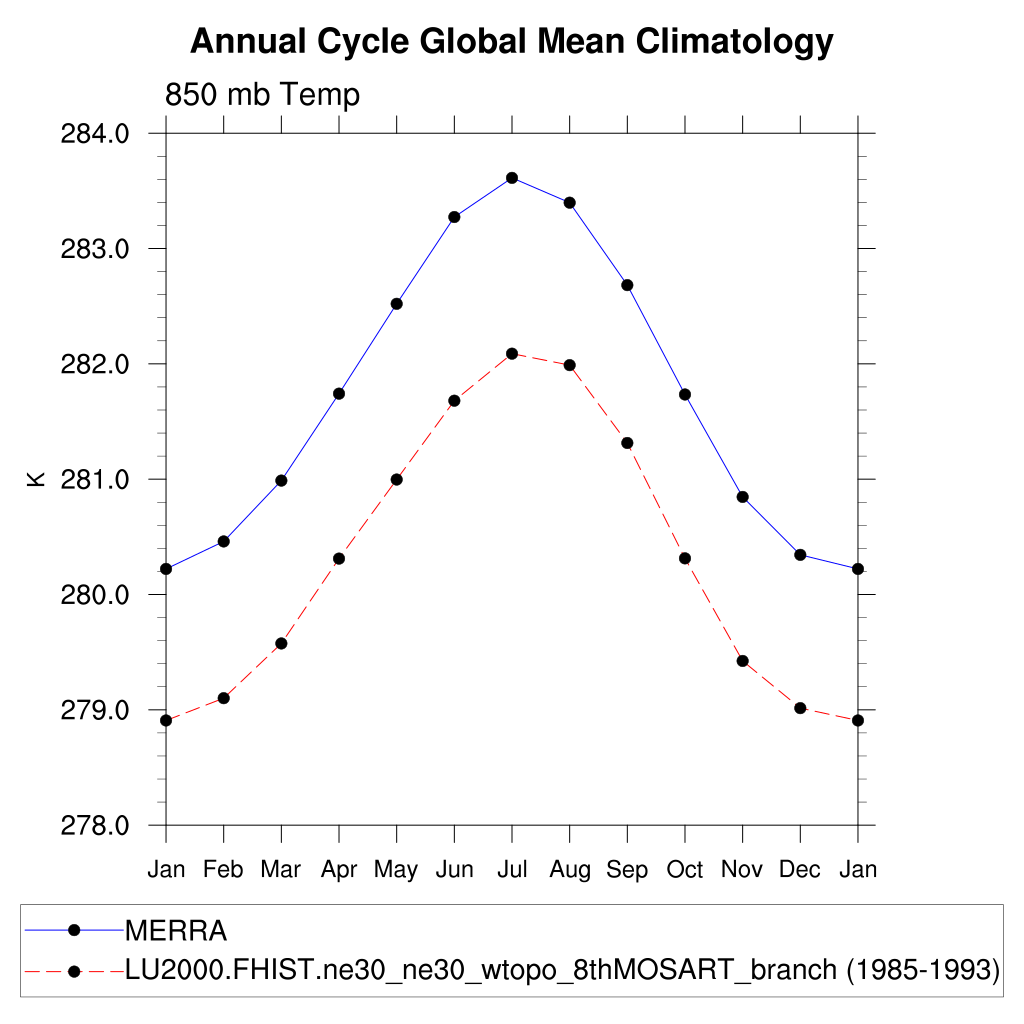 Annual Cycle Global Mean Climatology
850 mb Temp
284.0
283.0
282.0
281.0
280.0
279.0
278.0
K
Jan Feb Mar Apr May Jun Jul Aug Sep Oct Nov Dec Jan
MERRA
LU2000.FHIST.ne30_ne30_wtopo_8thMOSART_branch (1985-1993)